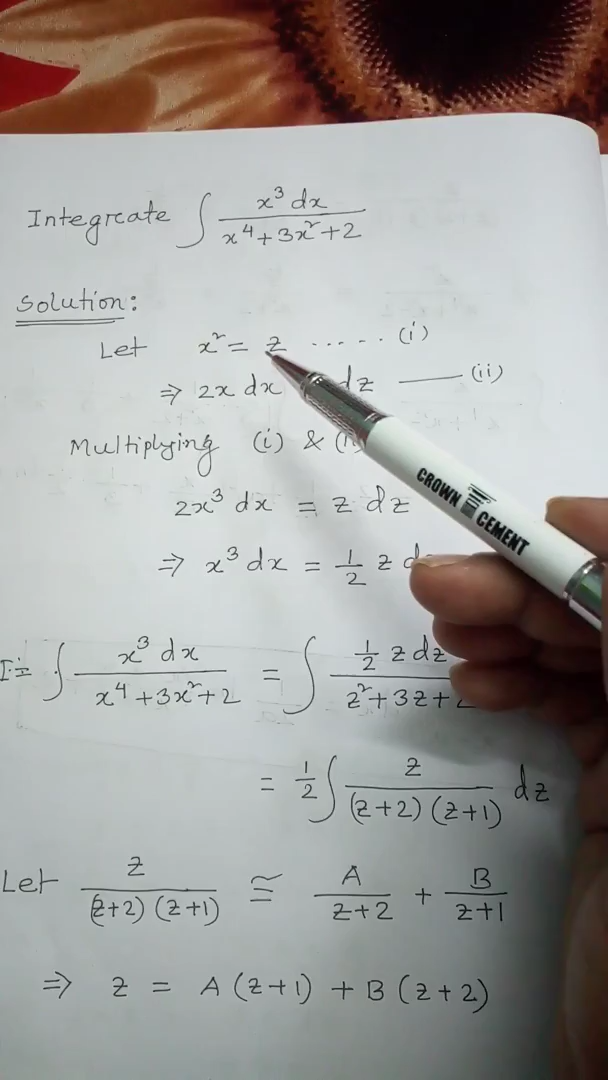 Integrate ∫ x³ dx / x⁴+3x²+2
Solution:
Let x² = z ..... (i)
⇒ 2x dx dz —— (ii)
Multiplying (i) &
2x³ dx = z dz
⇒ x³ dx = 1/2 z
I = ∫ x³ dx / x⁴+3x²+2 = ∫ 1/2 z dz / z²+3z+2
= 1/2 ∫ z / (z+2)(z+1) dz
Let z / (z+2)(z+1) ≅ A / z+2 + B / z+1
⇒ z = A(z+1) + B(z+2)
CROWN CEMENT